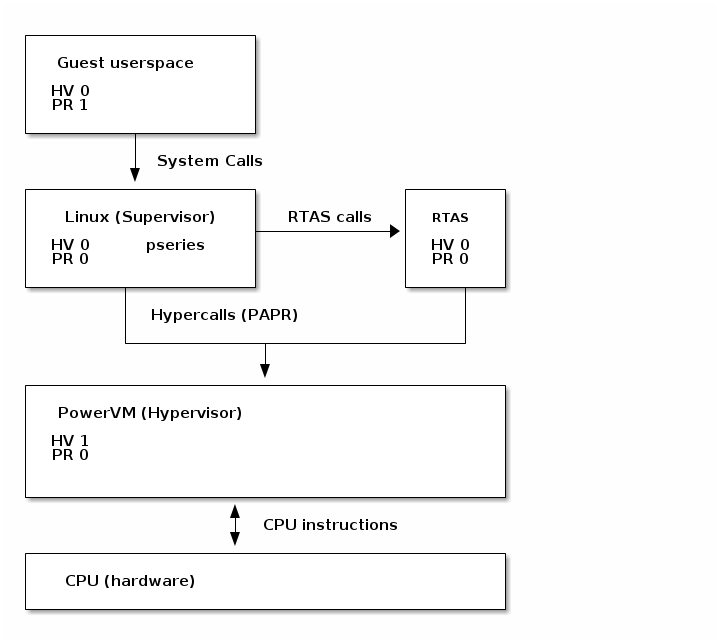 Guest userspace
HV 0
PR 1
System Calls
Linux (Supervisor)
HV 0 pseries
PR 0
RTAS calls
RTAS
HV 0
PR 0
Hypercalls (PAPR)
PowerVM (Hypervisor)
HV 1
PR 0
CPU instructions
CPU (hardware)